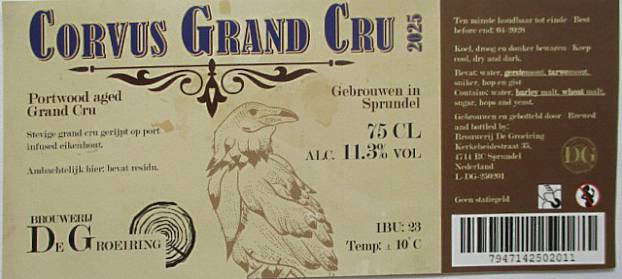 CORVUS GRAND CRU 2025
Portwood aged
Grand Cru
Stevige grand cru gerijpt op port
infused eikenhout.
Ambachtelijk bier: bevat residu.
BROUWERIJ
DE GROEIRING
Gebrouwen in
Sprundel
75 CL
ALC. 11.3% VOL
IBU: 23
Temp: ± 10°C
Ten minste houdbaar tot einde - Best
before end: 04-2028
Koel, droog en donker bewaren - Keep
cool, dry and dark.
Bevat: water, gerstemout, tarwemout,
suiker, hop en gist
Contains: water, barley malt, wheat malt,
sugar, hops and yeast.
Gebrouwen en gebotteld door - Brewed
and bottled by:
Brouwerij De Groeiring
Kerkeheidestraat 35,
4714 RC Sprundel
Nederland
L-DG-250201
DG
Geen statiegeld
7947142502011